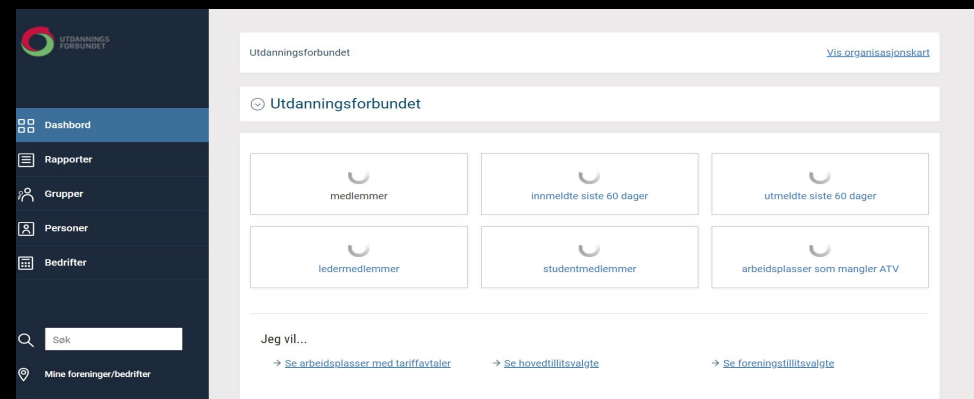 UTDANNINGS
FORBUNDET
Dashbord
Rapporter
Grupper
Personer
Bedrifter
Søk
Mine foreninger/bedrifter
Utdanningsforbundet
Vis organisasjonskart
Utdanningsforbundet
medlemmer
innmeldte siste 60 dager
utmeldte siste 60 dager
ledermedlemmer
studentmedlemmer
arbeidsplasser som mangler ATV
Jeg vil...
→ Se arbeidsplasser med tariffavtaler
→ Se hovedtillitsvalgte
→ Se foreningstillitsvalgte